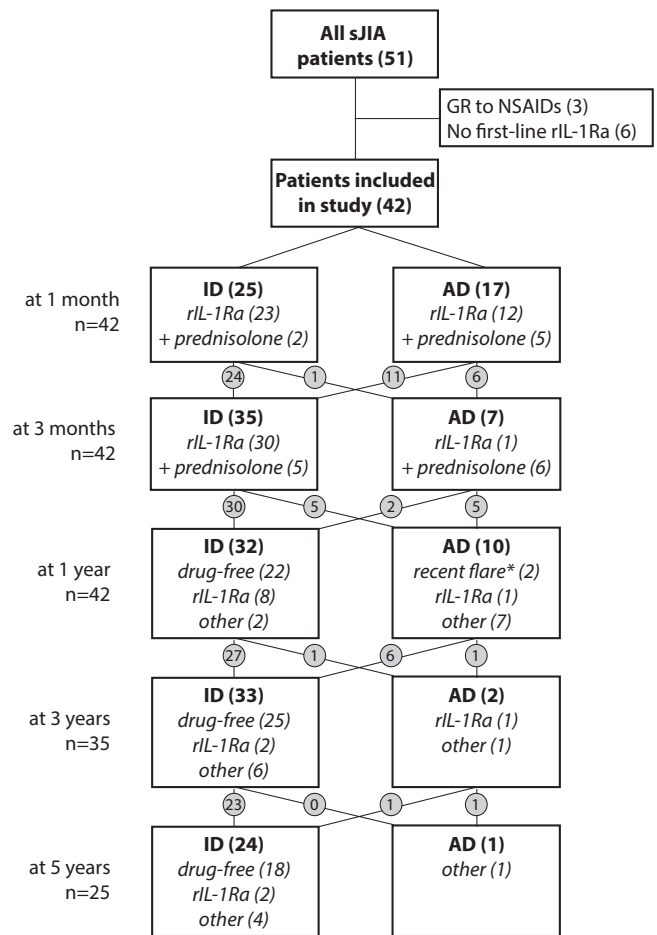 All sJIA
patients (51)
GR to NSAIDs (3)
No first-line rIL-1Ra (6)
Patients included
in study (42)
at 1 month
n=42
ID (25)
rIL-1Ra (23)
+ prednisolone (2)
AD (17)
rIL-1Ra (12)
+ prednisolone (5)
24
1
11
6
at 3 months
n=42
ID (35)
rIL-1Ra (30)
+ prednisolone (5)
AD (7)
rIL-1Ra (1)
+ prednisolone (6)
30
5
2
5
at 1 year
n=42
ID (32)
drug-free (22)
rIL-1Ra (8)
other (2)
AD (10)
recent flare* (2)
rIL-1Ra (1)
other (7)
27
1
6
1
at 3 years
n=35
ID (33)
drug-free (25)
rIL-1Ra (2)
other (6)
AD (2)
rIL-1Ra (1)
other (1)
23
0
1
1
at 5 years
n=25
ID (24)
drug-free (18)
rIL-1Ra (2)
other (4)
AD (1)
other (1)